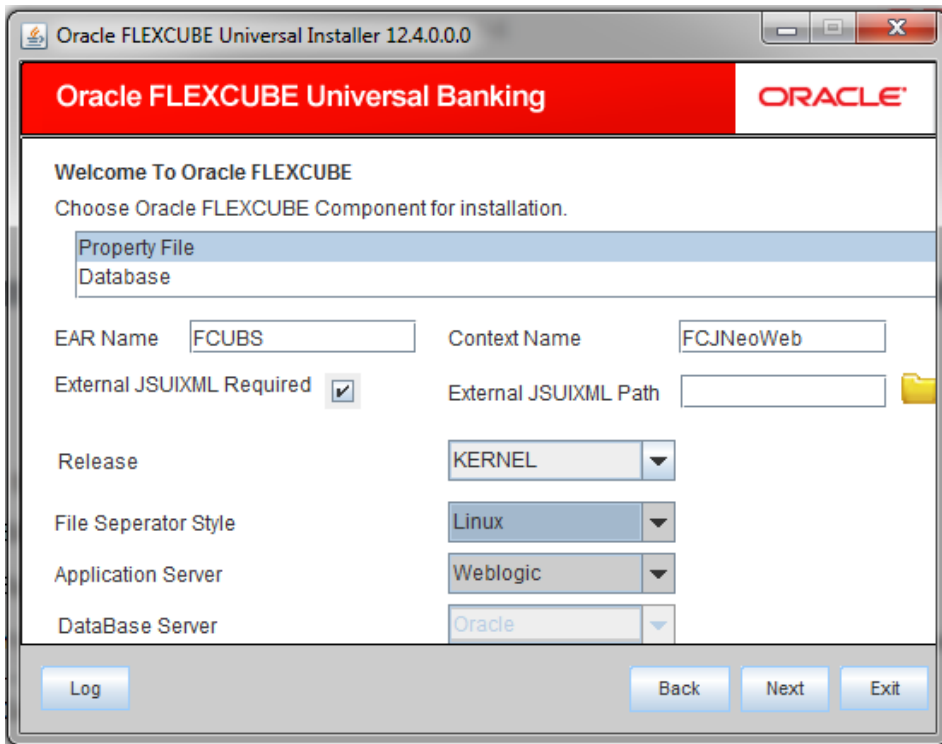 Oracle FLEXCUBE Universal Installer 12.4.0.0.0
Oracle FLEXCUBE Universal Banking
ORACLE®
Welcome To Oracle FLEXCUBE
Choose Oracle FLEXCUBE Component for installation.
Property File
Database
EAR Name FCUBS Context Name FCJNeoWeb
External JSUIXML Required External JSUIXML Path
Release KERNEL
File Seperator Style Linux
Application Server Weblogic
DataBase Server Oracle
Log Back Next Exit